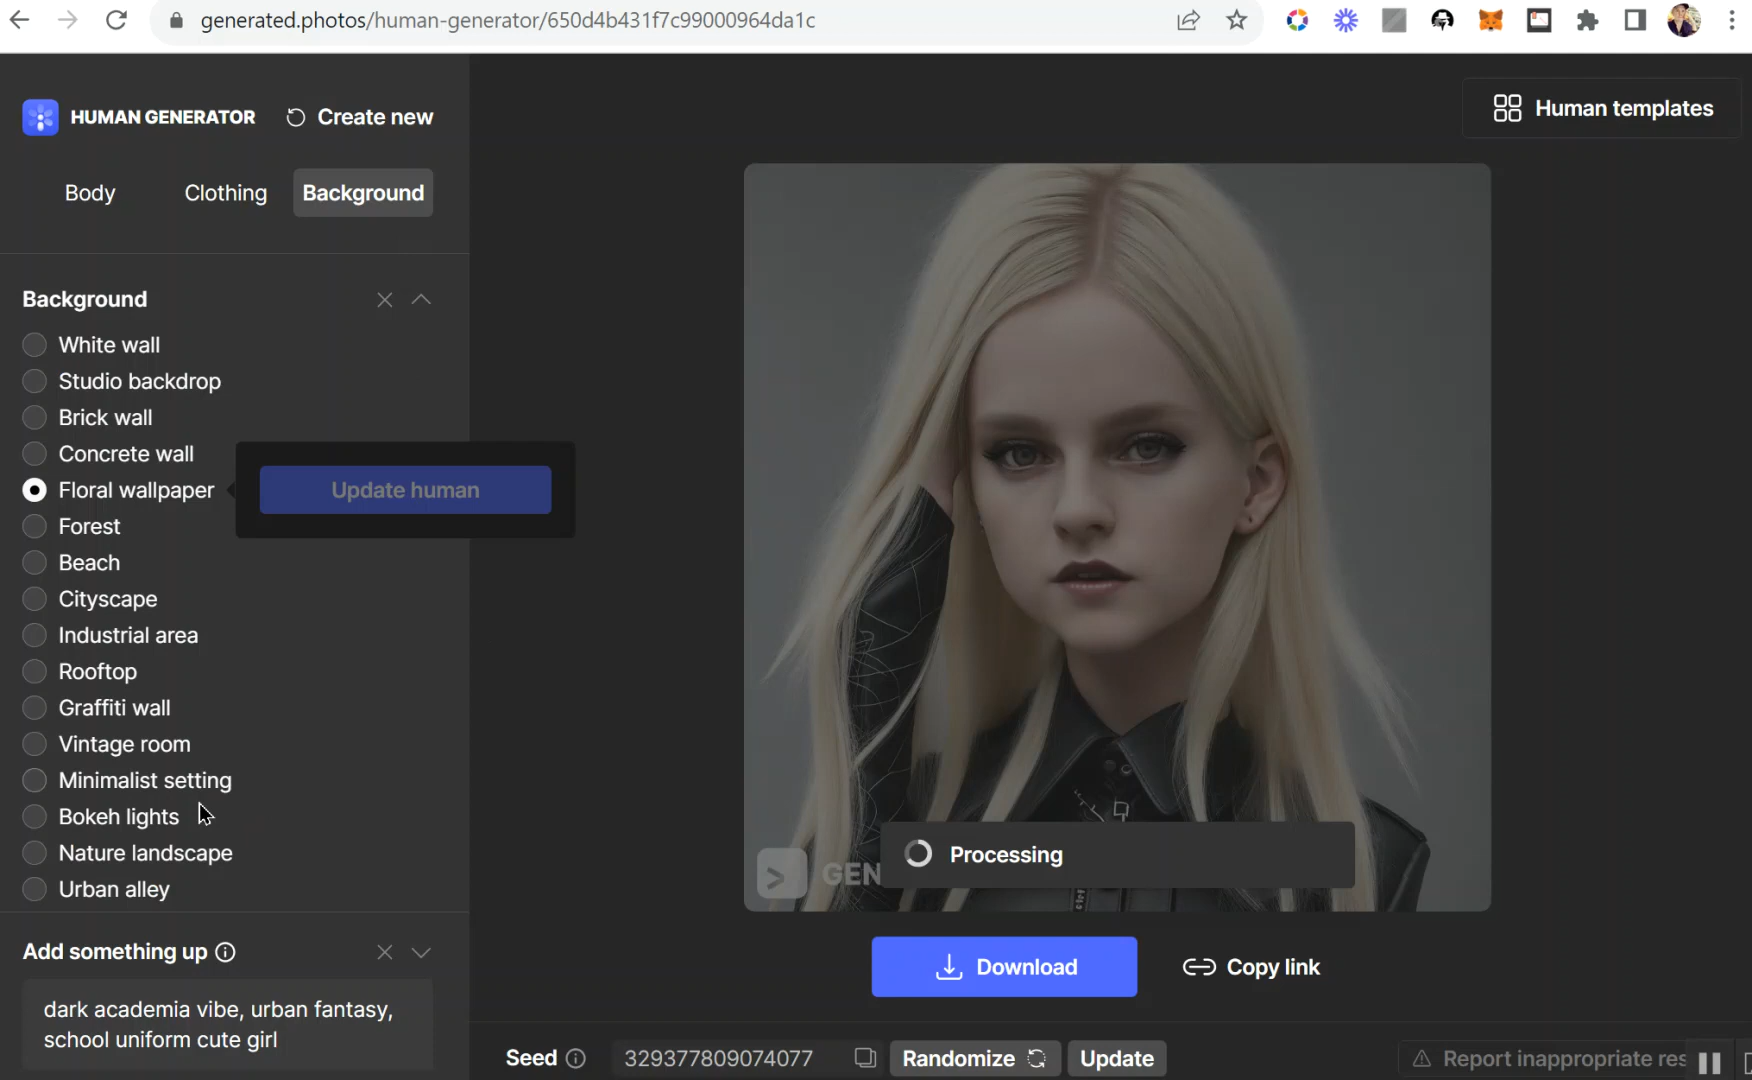 generated.photos/human-generator/650d4b431f7c99000964da1c
HUMAN GENERATOR
Create new
Human templates
Body
Clothing
Background
Background
White wall
Studio backdrop
Brick wall
Concrete wall
Floral wallpaper
Update human
Forest
Beach
Cityscape
Industrial area
Rooftop
Graffiti wall
Vintage room
Minimalist setting
Bokeh lights
Nature landscape
Urban alley
Processing
GEN
Add something up
dark academia vibe, urban fantasy,
school uniform cute girl
Download
Copy link
Seed
329377809074077
Randomize
Update
Report inappropriate res